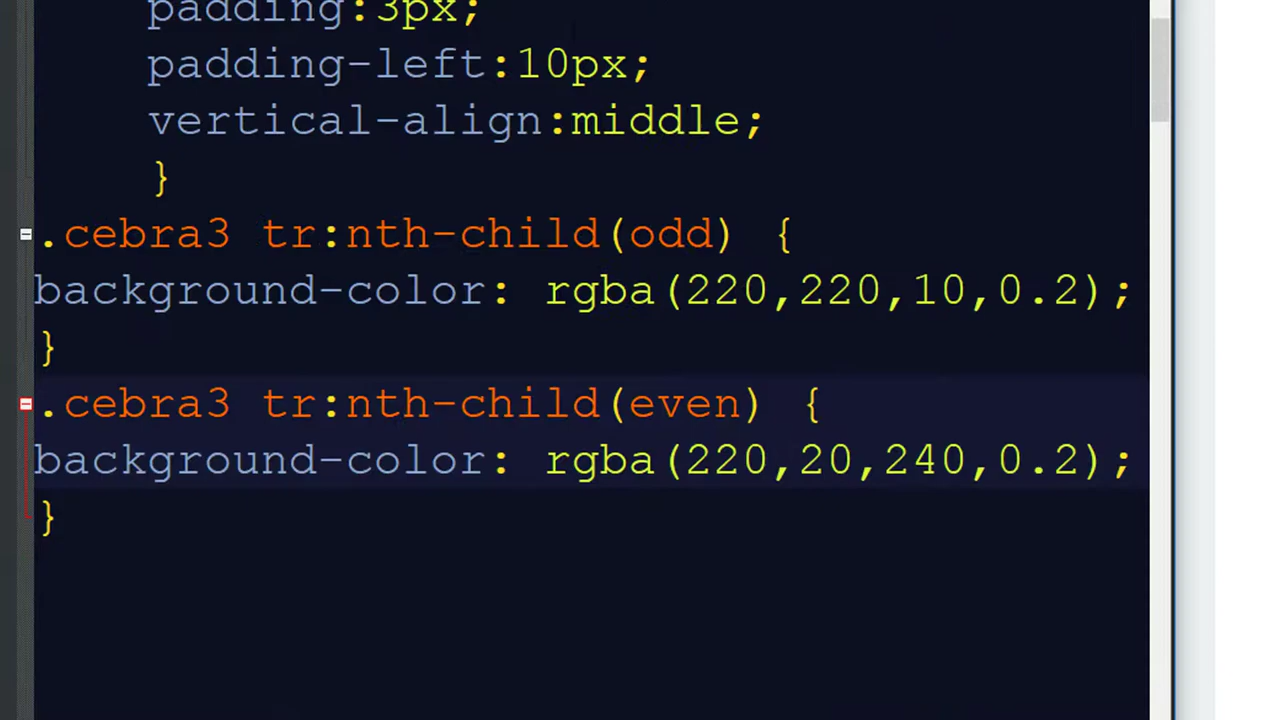 padding:3px;
padding-left:10px;
vertical-align:middle;
}
.cebra3 tr:nth-child(odd) {
background-color: rgba(220,220,10,0.2);
}
.cebra3 tr:nth-child(even) {
background-color: rgba(220,20,240,0.2);
}